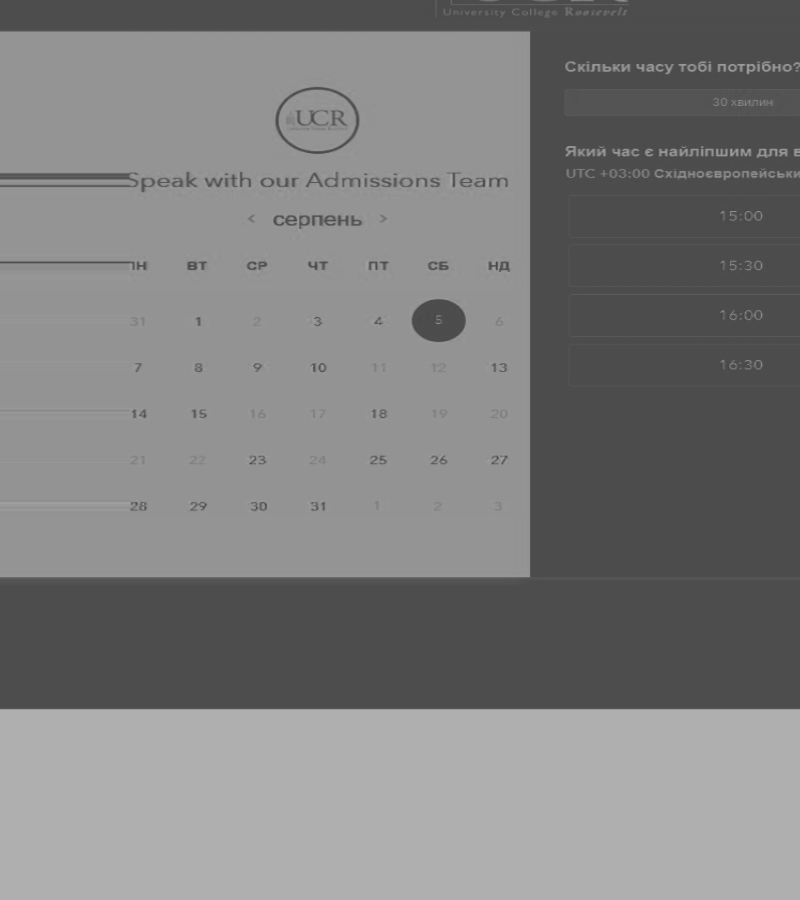 University College Roosevelt
UCR
Speak with our Admissions Team
< серпень >
ПН ВТ СР ЧТ ПТ СБ НД
31 1 2 3 4 5 6
7 8 9 10 11 12 13
14 15 16 17 18 19 20
21 22 23 24 25 26 27
28 29 30 31 1 2 3
Скільки часу тобі потрібно?
30 хвилин
Який час є найліпшим для в
UTC +03:00 Східноєвропейськи
15:00
15:30
16:00
16:30